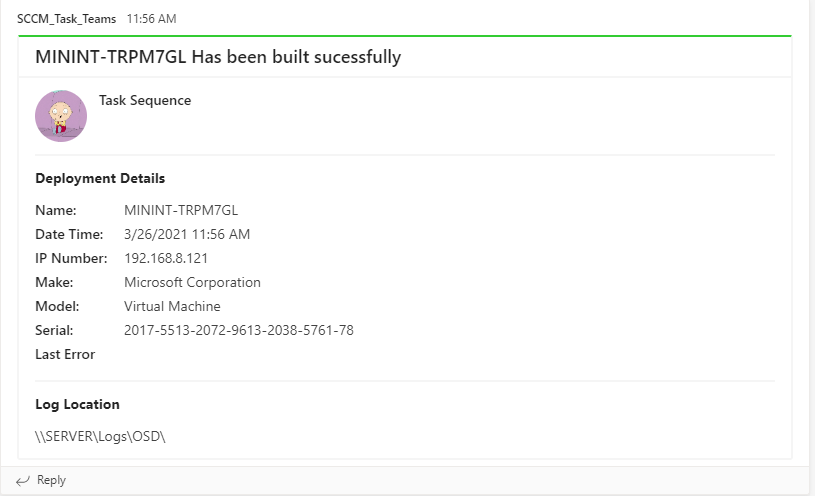 SCCM_Task_Teams 11:56 AM
MININT-TRPM7GL Has been built sucessfully
Task Sequence
Deployment Details
Name: MININT-TRPM7GL
Date Time: 3/26/2021 11:56 AM
IP Number: 192.168.8.121
Make: Microsoft Corporation
Model: Virtual Machine
Serial: 2017-5513-2072-9613-2038-5761-78
Last Error
Log Location
\\SERVER\Logs\OSD\
Reply